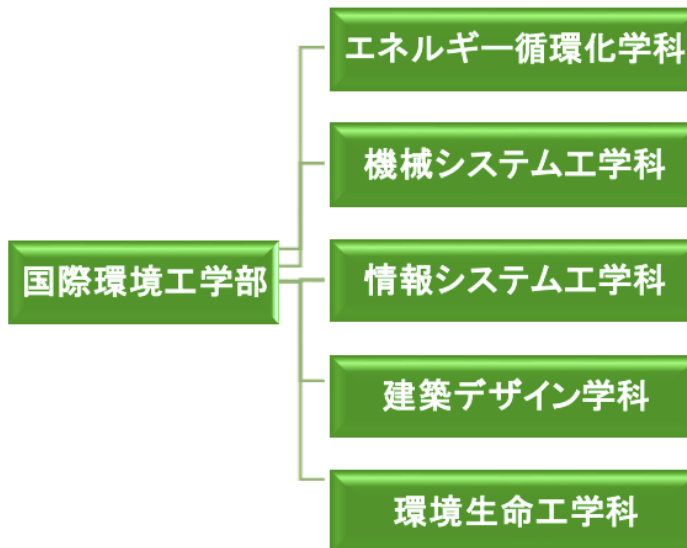 エネルギー循環化学科
機械システム工学科
国際環境工学部
情報システム工学科
建築デザイン学科
環境生命工学科